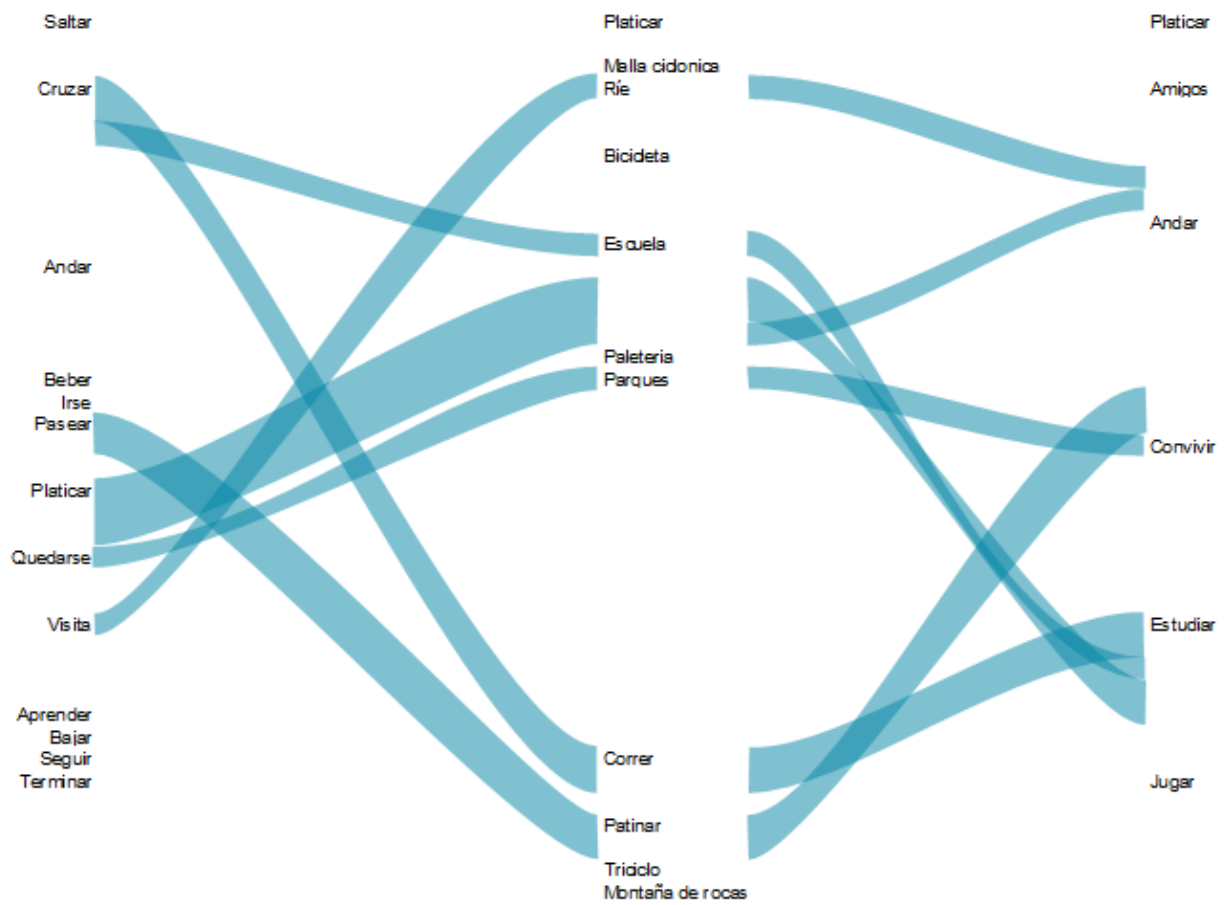 Saltar
Cruzar
Andar
Beber
Irse
Pasear
Platicar
Quedarse
Visita
Aprender
Bajar
Seguir
Terminar
Platicar
Malla cidonica
Ríe
Bicideta
Escuela
Paleteria
Parques
Correr
Patinar
Triciclo
Montaña de rocas
Platicar
Amigos
Andar
Convivir
Estudiar
Jugar